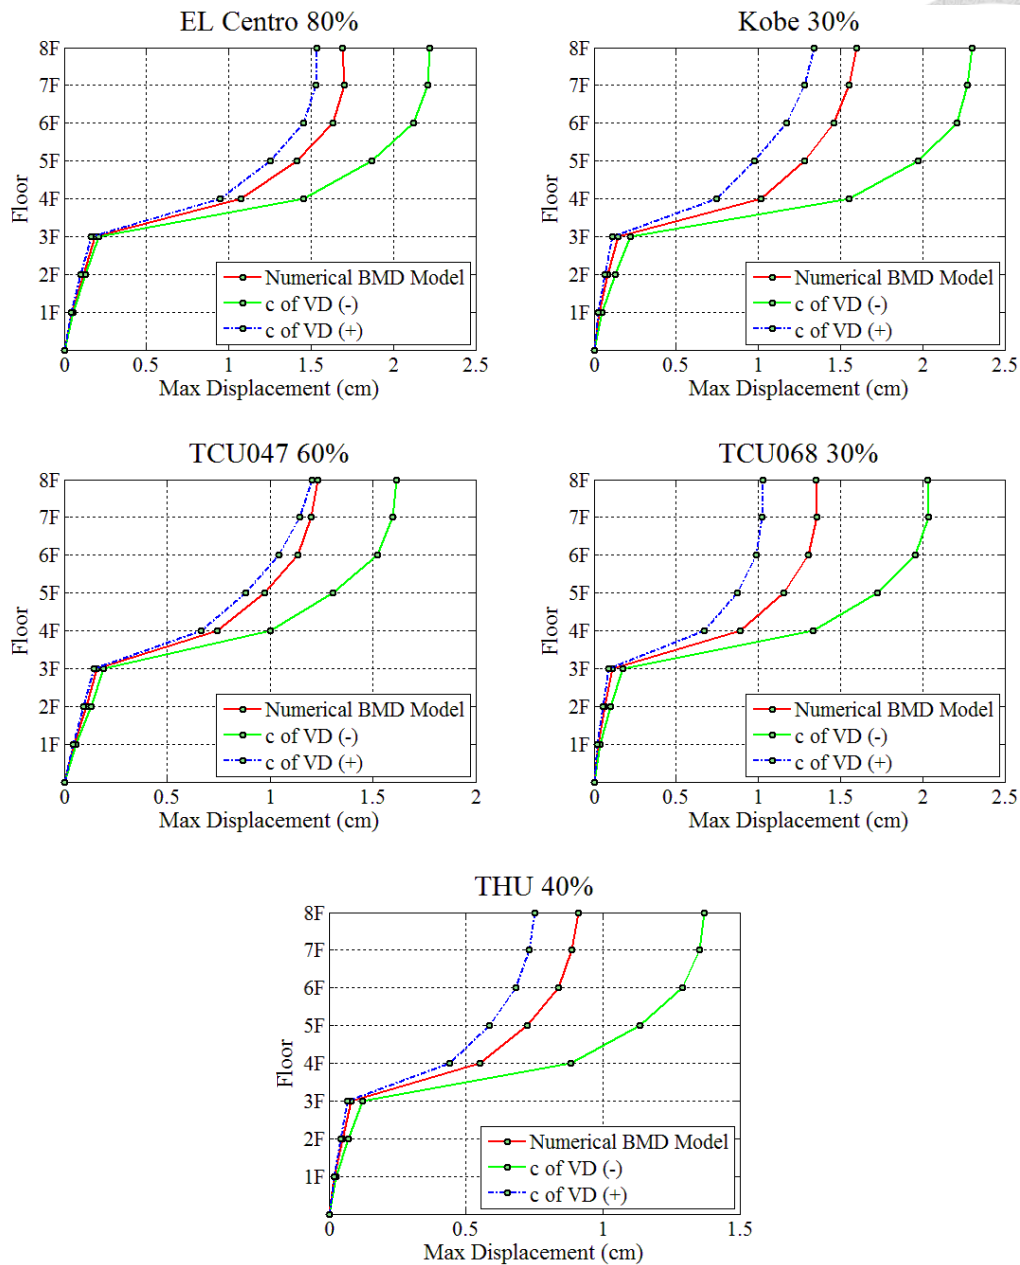 EL Centro 80%
8F
7F
6F
5F
4F
3F
2F
1F
Floor
Numerical BMD Model
c of VD (-)
c of VD (+)
0 0.5 1 1.5 2 2.5
Max Displacement (cm)
Kobe 30%
8F
7F
6F
5F
4F
3F
2F
1F
Floor
Numerical BMD Model
c of VD (-)
c of VD (+)
0 0.5 1 1.5 2 2.5
Max Displacement (cm)
TCU047 60%
8F
7F
6F
5F
4F
3F
2F
1F
Floor
Numerical BMD Model
c of VD (-)
c of VD (+)
0 0.5 1 1.5 2
Max Displacement (cm)
TCU068 30%
8F
7F
6F
5F
4F
3F
2F
1F
Floor
Numerical BMD Model
c of VD (-)
c of VD (+)
0 0.5 1 1.5 2 2.5
Max Displacement (cm)
THU 40%
8F
7F
6F
5F
4F
3F
2F
1F
Floor
Numerical BMD Model
c of VD (-)
c of VD (+)
0 0.5 1 1.5
Max Displacement (cm)